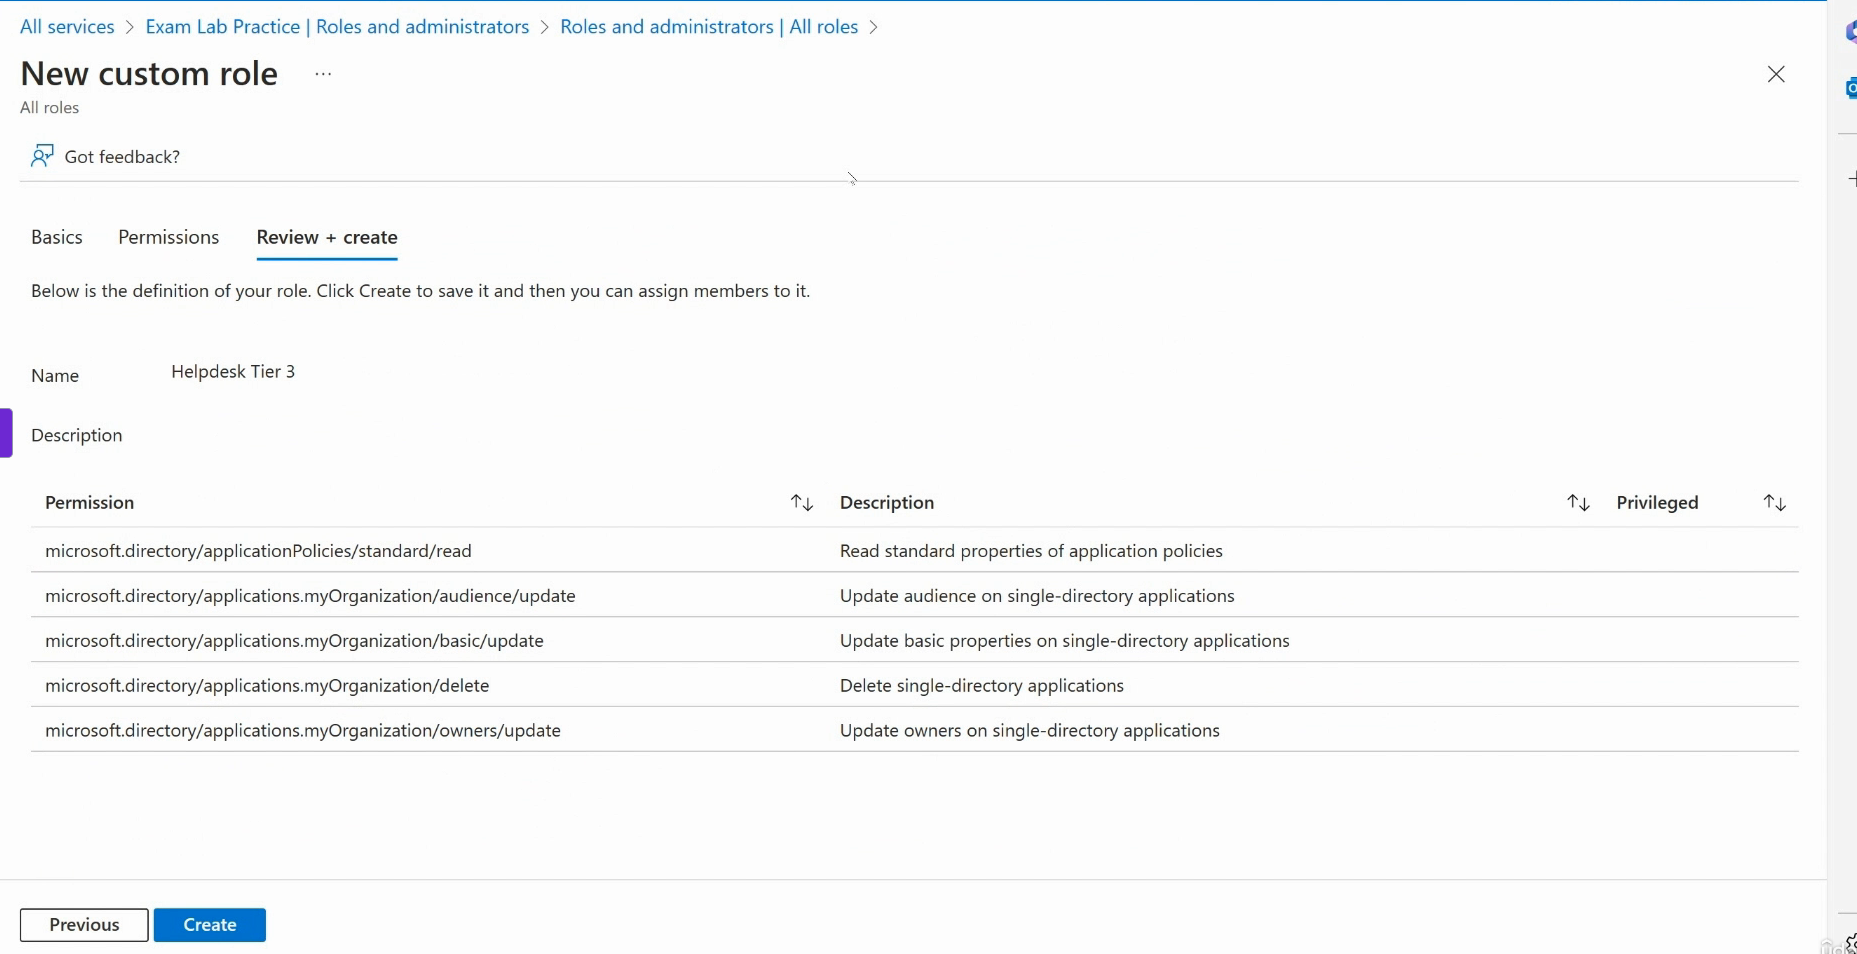 All services > Exam Lab Practice | Roles and administrators > Roles and administrators | All roles >
New custom role ...
All roles
Got feedback?
Basics Permissions Review + create
Below is the definition of your role. Click Create to save it and then you can assign members to it.
Name Helpdesk Tier 3
Description
Permission Description Privileged
microsoft.directory/applicationPolicies/standard/read Read standard properties of application policies
microsoft.directory/applications.myOrganization/audience/update Update audience on single-directory applications
microsoft.directory/applications.myOrganization/basic/update Update basic properties on single-directory applications
microsoft.directory/applications.myOrganization/delete Delete single-directory applications
microsoft.directory/applications.myOrganization/owners/update Update owners on single-directory applications
Previous Create